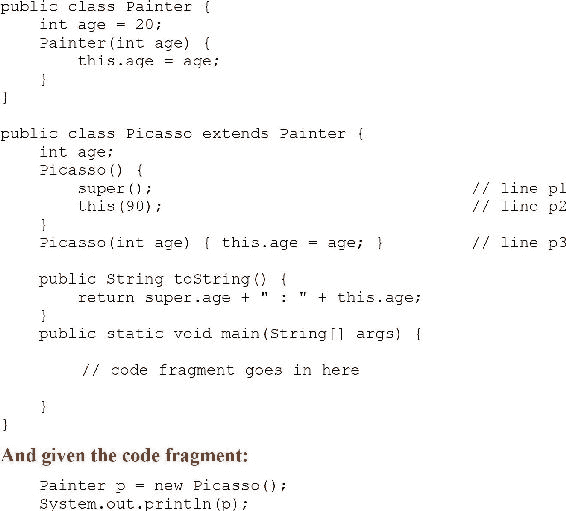 public class Painter {
int age = 20;
Painter(int age) {
this.age = age;
}
}
public class Picasso extends Painter {
int age;
Picasso() {
super(); // line p1
this(90); // line p2
}
Picasso(int age) { this.age = age; } // line p3
public String toString() {
return super.age + " : " + this.age;
}
public static void main(String[] args) {
// code fragment goes in here
}
}
And given the code fragment:
Painter p = new Picasso();
System.out.println(p);